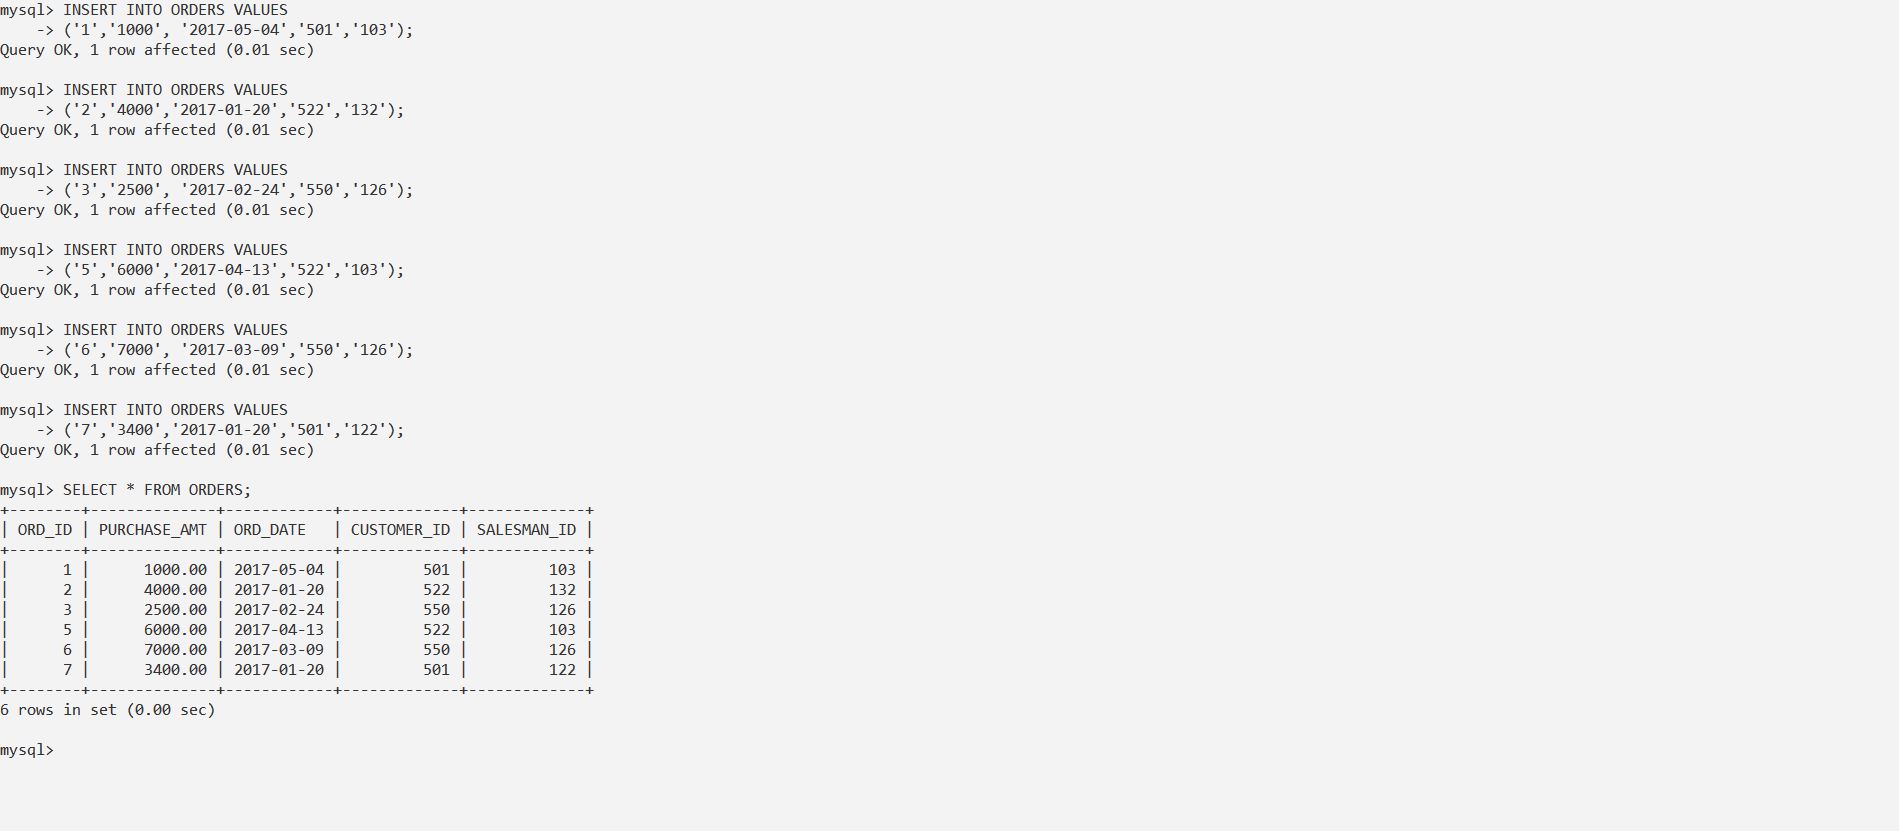 mysql> INSERT INTO ORDERS VALUES
    -> ('1','1000', '2017-05-04','501','103');
Query OK, 1 row affected (0.01 sec)

mysql> INSERT INTO ORDERS VALUES
    -> ('2','4000','2017-01-20','522','132');
Query OK, 1 row affected (0.01 sec)

mysql> INSERT INTO ORDERS VALUES
    -> ('3','2500', '2017-02-24','550','126');
Query OK, 1 row affected (0.01 sec)

mysql> INSERT INTO ORDERS VALUES
    -> ('5','6000','2017-04-13','522','103');
Query OK, 1 row affected (0.01 sec)

mysql> INSERT INTO ORDERS VALUES
    -> ('6','7000', '2017-03-09','550','126');
Query OK, 1 row affected (0.01 sec)

mysql> INSERT INTO ORDERS VALUES
    -> ('7','3400','2017-01-20','501','122');
Query OK, 1 row affected (0.01 sec)

mysql> SELECT * FROM ORDERS;
+--------+--------------+------------+-------------+-------------+
| ORD_ID | PURCHASE_AMT | ORD_DATE   | CUSTOMER_ID | SALESMAN_ID |
+--------+--------------+------------+-------------+-------------+
|      1 |      1000.00 | 2017-05-04 |         501 |         103 |
|      2 |      4000.00 | 2017-01-20 |         522 |         132 |
|      3 |      2500.00 | 2017-02-24 |         550 |         126 |
|      5 |      6000.00 | 2017-04-13 |         522 |         103 |
|      6 |      7000.00 | 2017-03-09 |         550 |         126 |
|      7 |      3400.00 | 2017-01-20 |         501 |         122 |
+--------+--------------+------------+-------------+-------------+
6 rows in set (0.00 sec)

mysql>